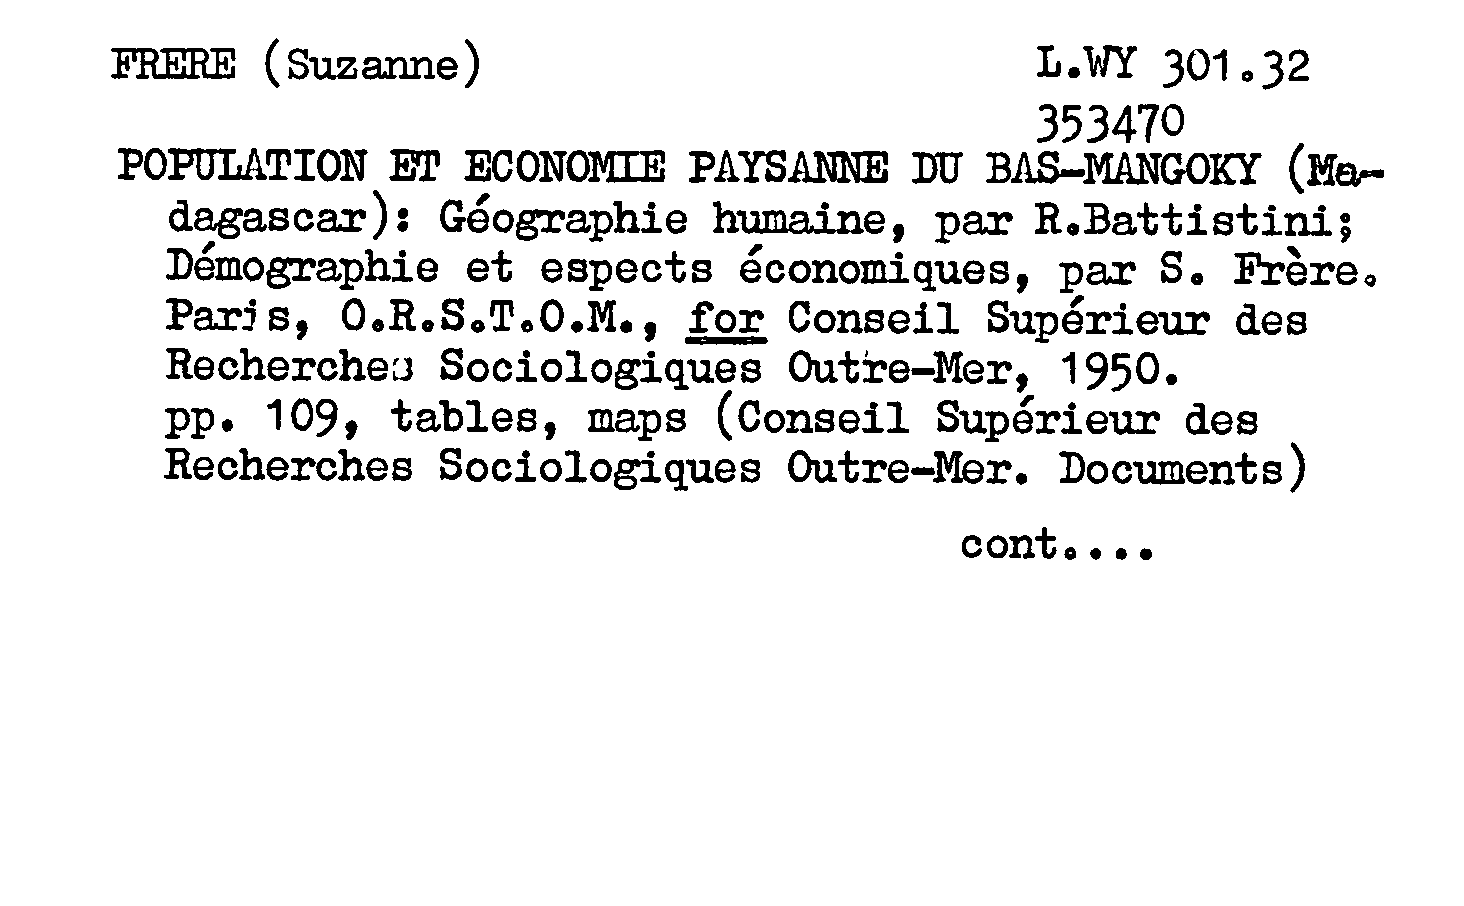 FRERE (Suzanne) L.WY 301.32
353470
POPULATION ET ECONOMIE PAYSANNE DU BAS-MANGOKY (Ma-
dagascar): Géographie humaine, par R.Battistini;
Démographie et espects économiques, par S. Frère.
Paris, O.R.S.T.O.M., for Conseil Supérieur des
Recherches Sociologiques Outre-Mer, 1950.
pp. 109, tables, maps (Conseil Supérieur des
Recherches Sociologiques Outre-Mer. Documents)
cont....